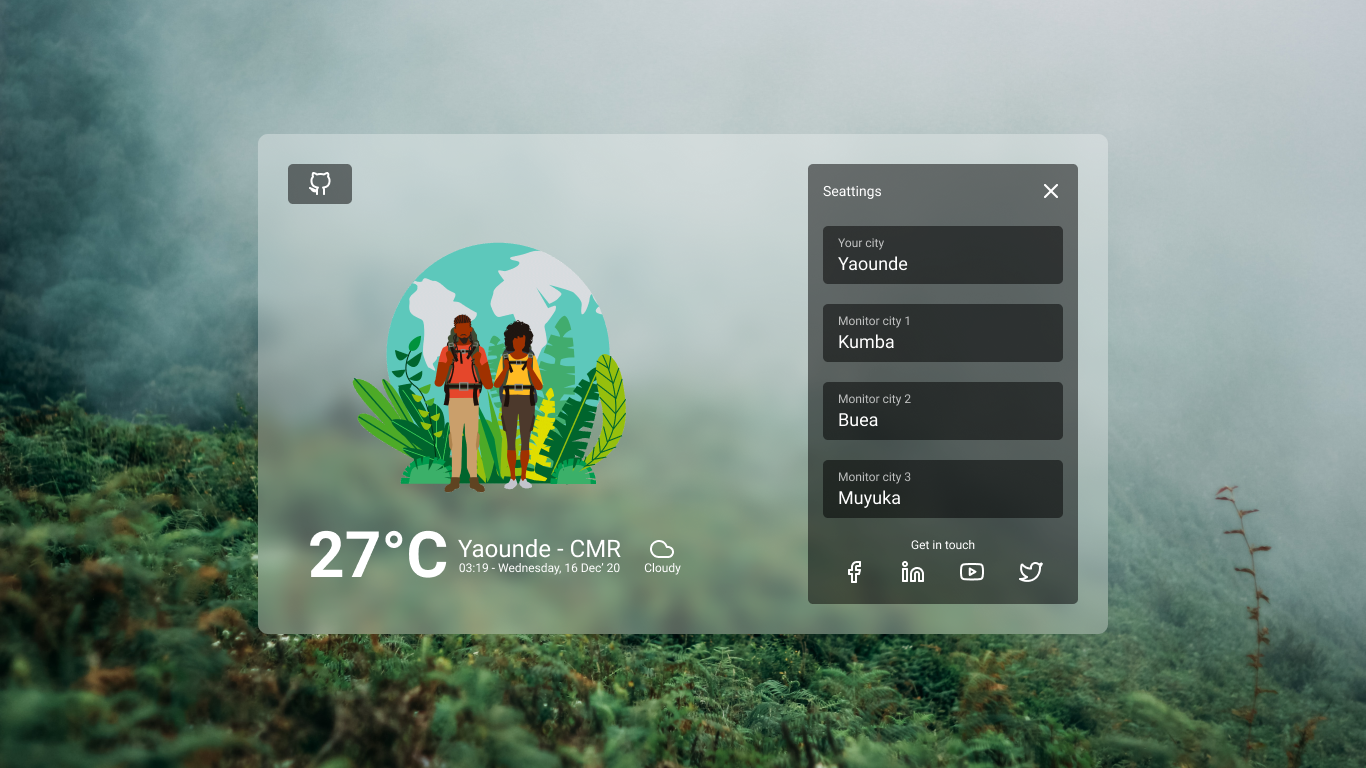 Seattings
Your city
Yaounde
Monitor city 1
Kumba
Monitor city 2
Buea
Monitor city 3
Muyuka
Get in touch
27°C
Yaounde - CMR
03:19 - Wednesday, 16 Dec' 20
Cloudy